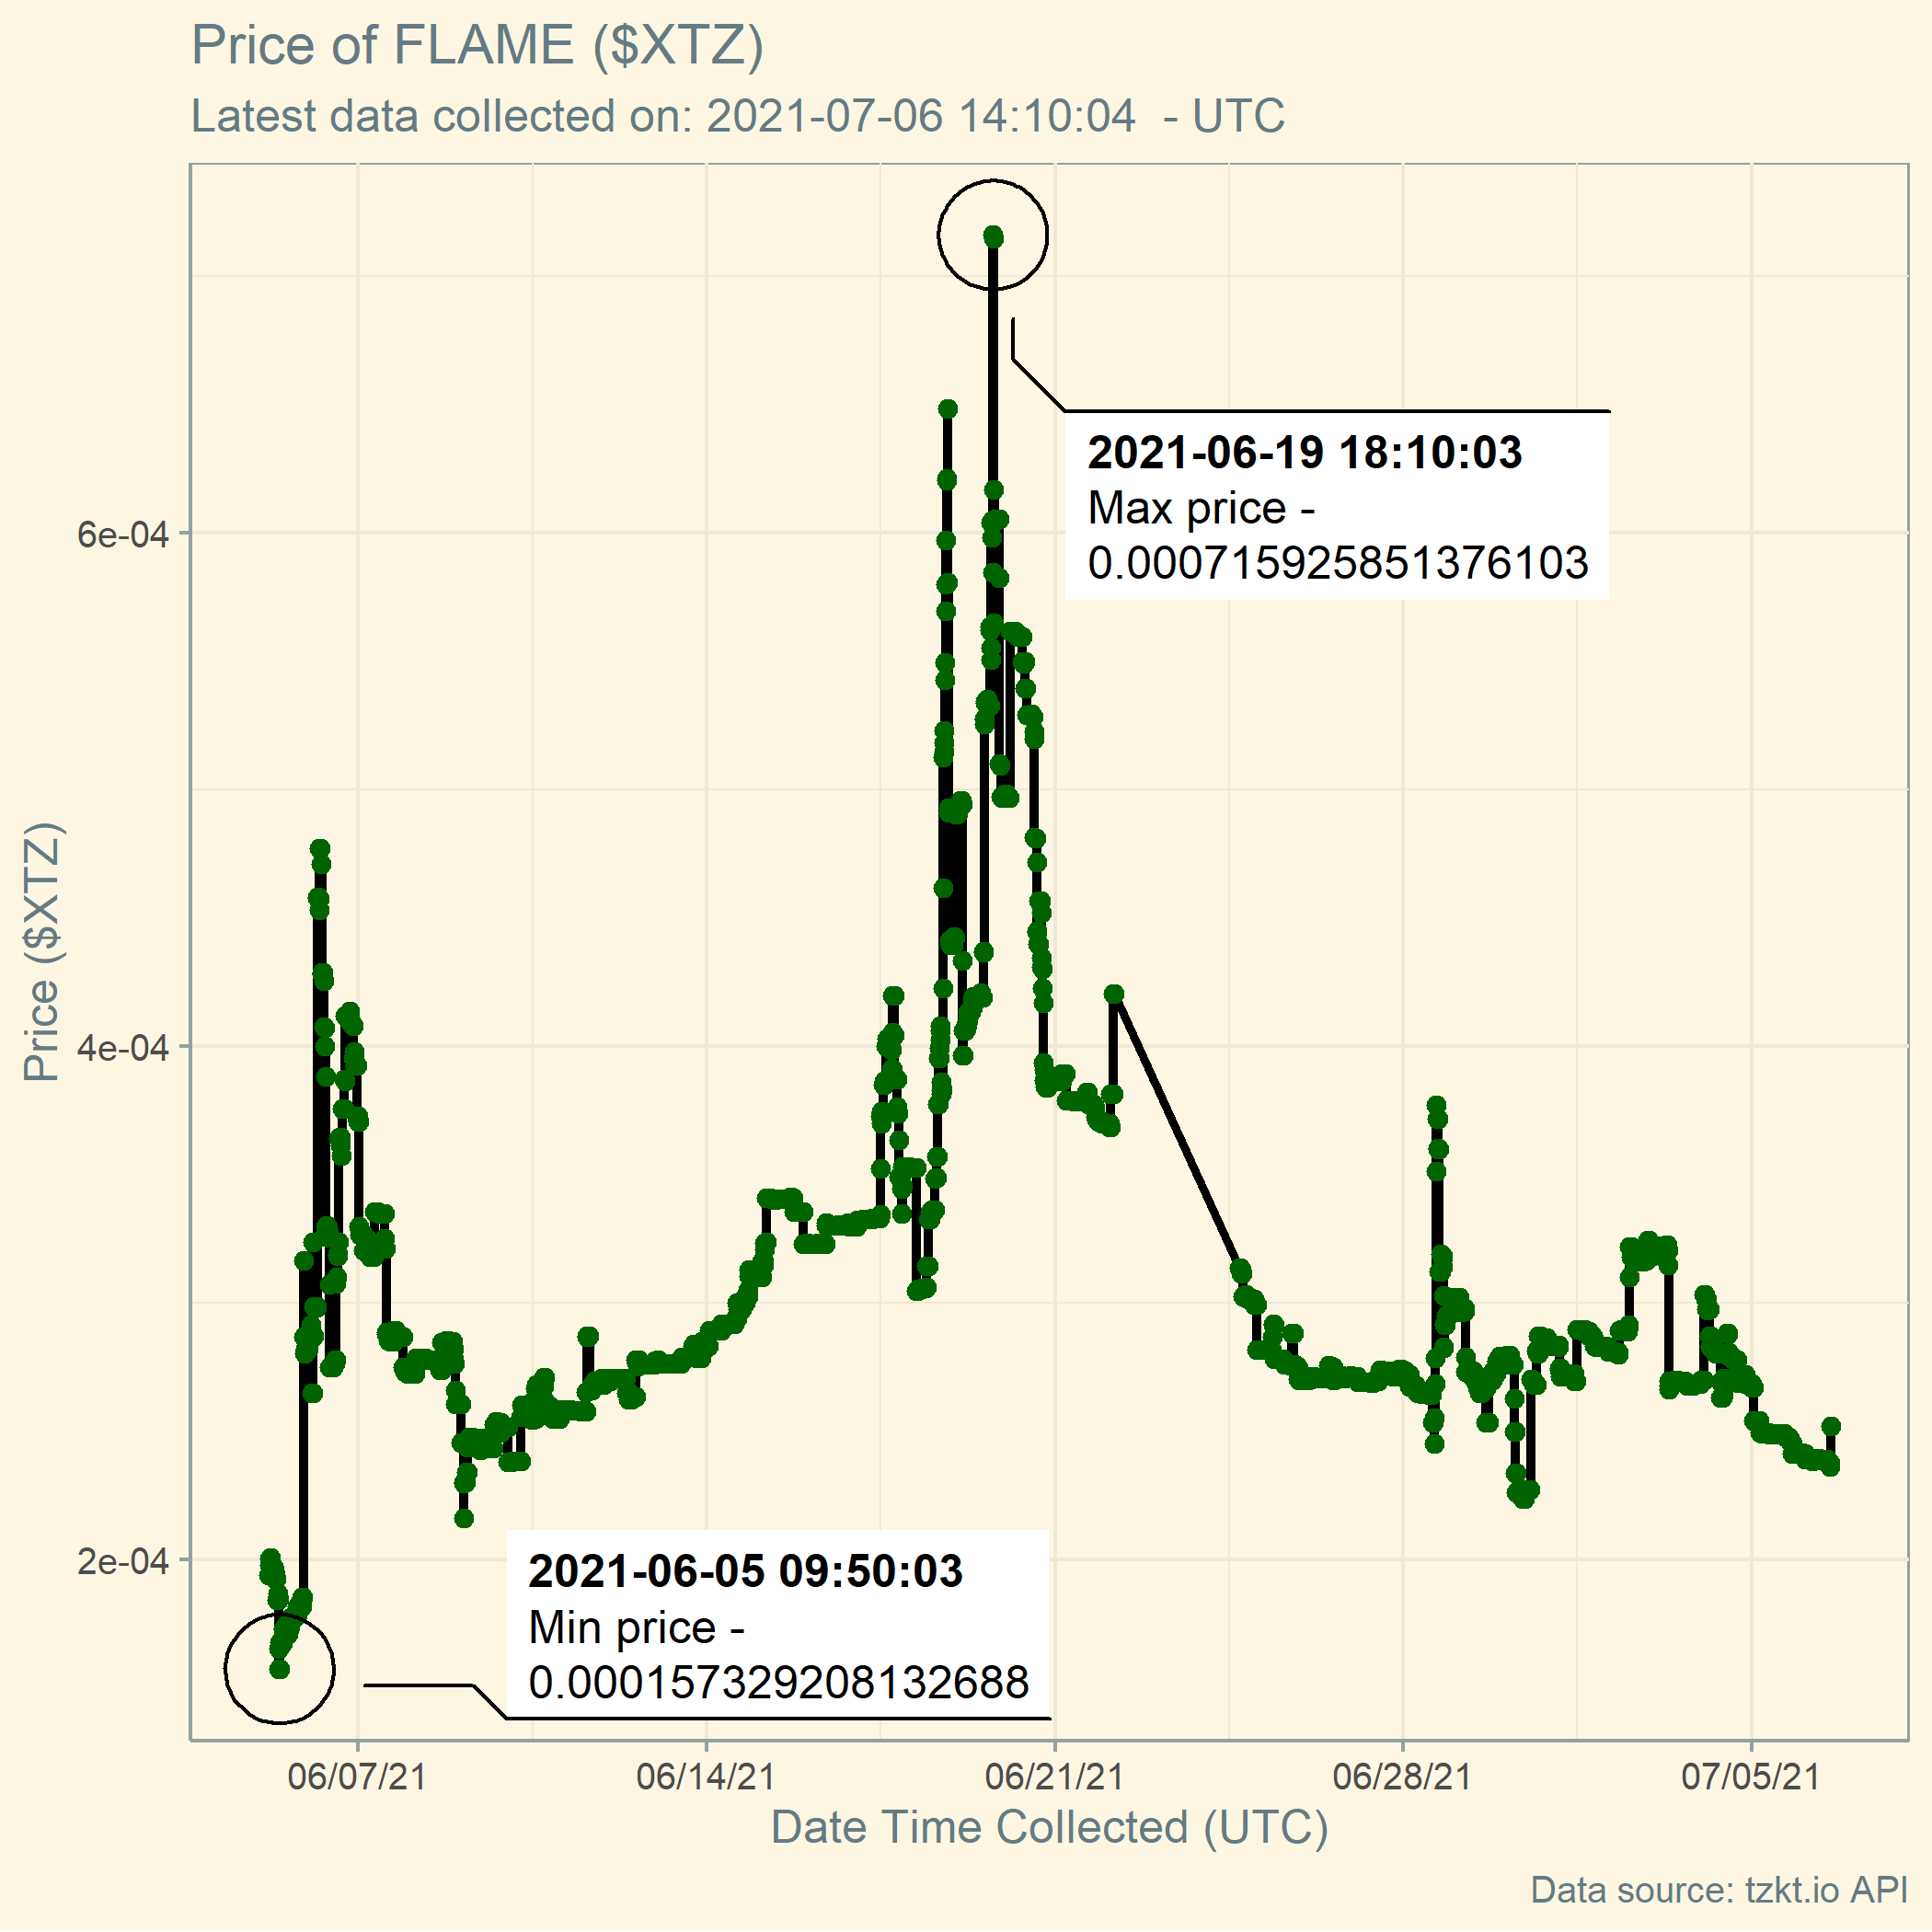 Price of FLAME ($XTZ)
Latest data collected on: 2021-07-06 14:10:04  - UTC
2021-06-19 18:10:03
Max price -
0.000715925851376103
6e-04
4e-04
2e-04
Price ($XTZ)
2021-06-05 09:50:03
Min price -
0.000157329208132688
06/07/21 06/14/21 06/21/21 06/28/21 07/05/21
Date Time Collected (UTC)
Data source: tzkt.io API